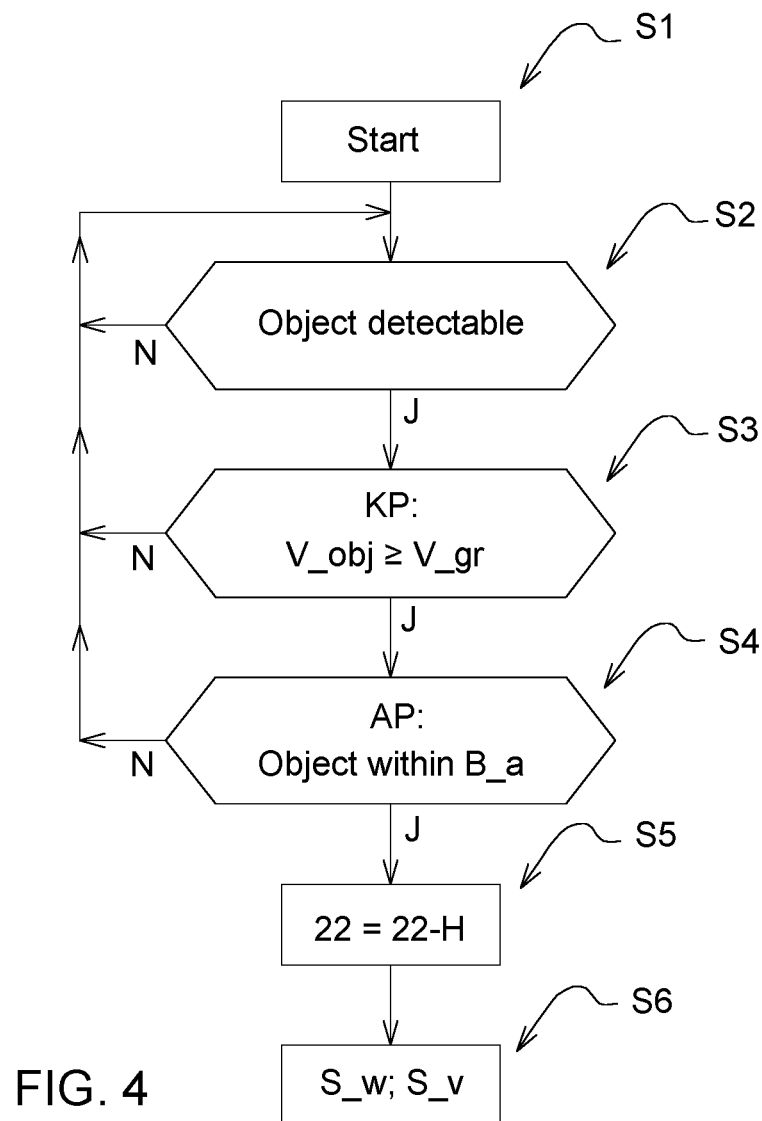 S1
Start
S2
Object detectable
N
J
S3
KP:
V_obj ≥ V_gr
N
J
S4
AP:
Object within B_a
N
J
S5
22 = 22-H
S6
S_w; S_v
FIG. 4